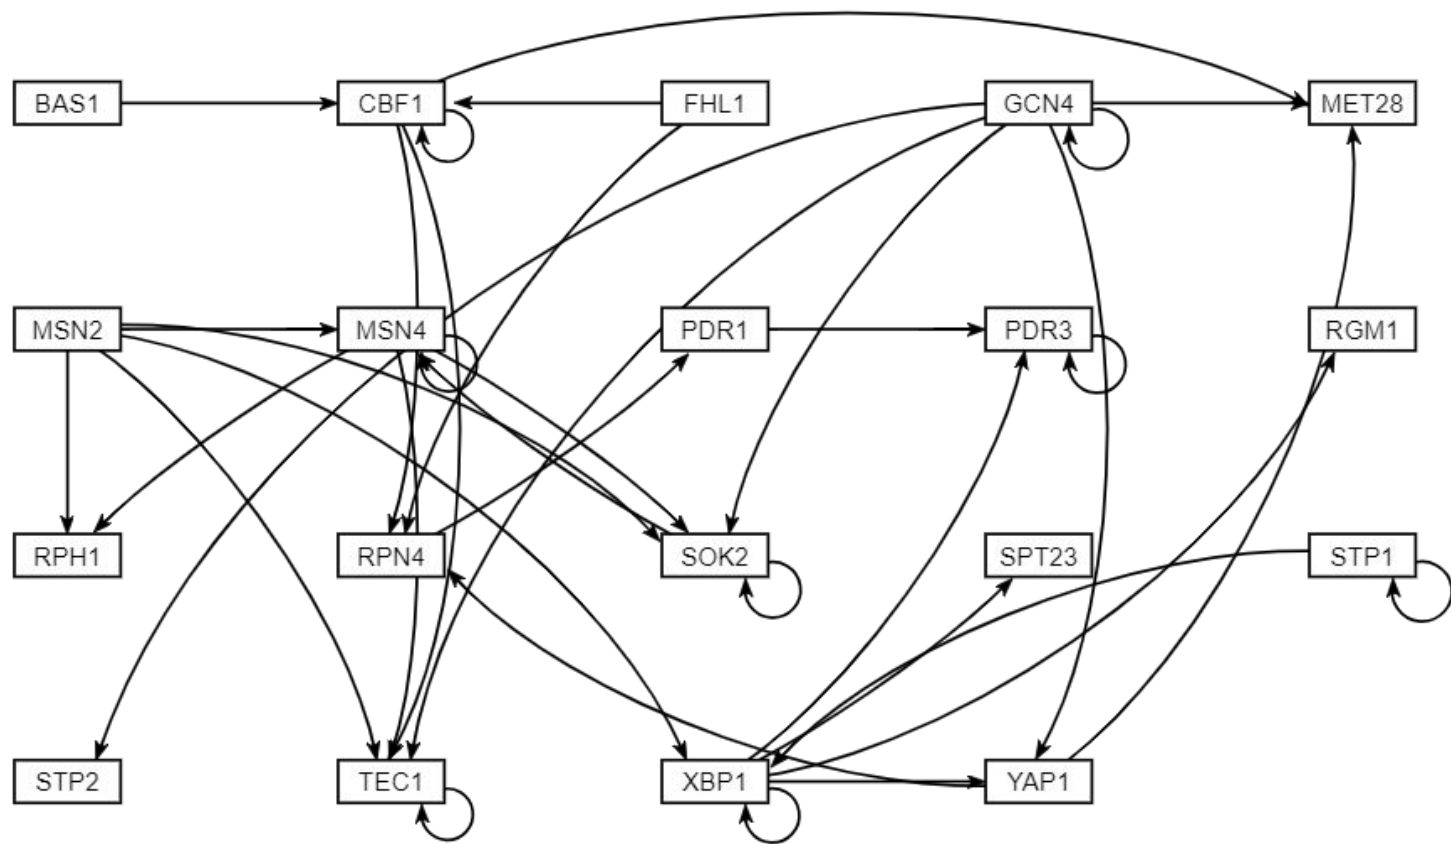 BAS1 CBF1 FHL1 GCN4 MET28
MSN2 MSN4 PDR1 PDR3 RGM1
RPH1 RPN4 SOK2 SPT23 STP1
STP2 TEC1 XBP1 YAP1